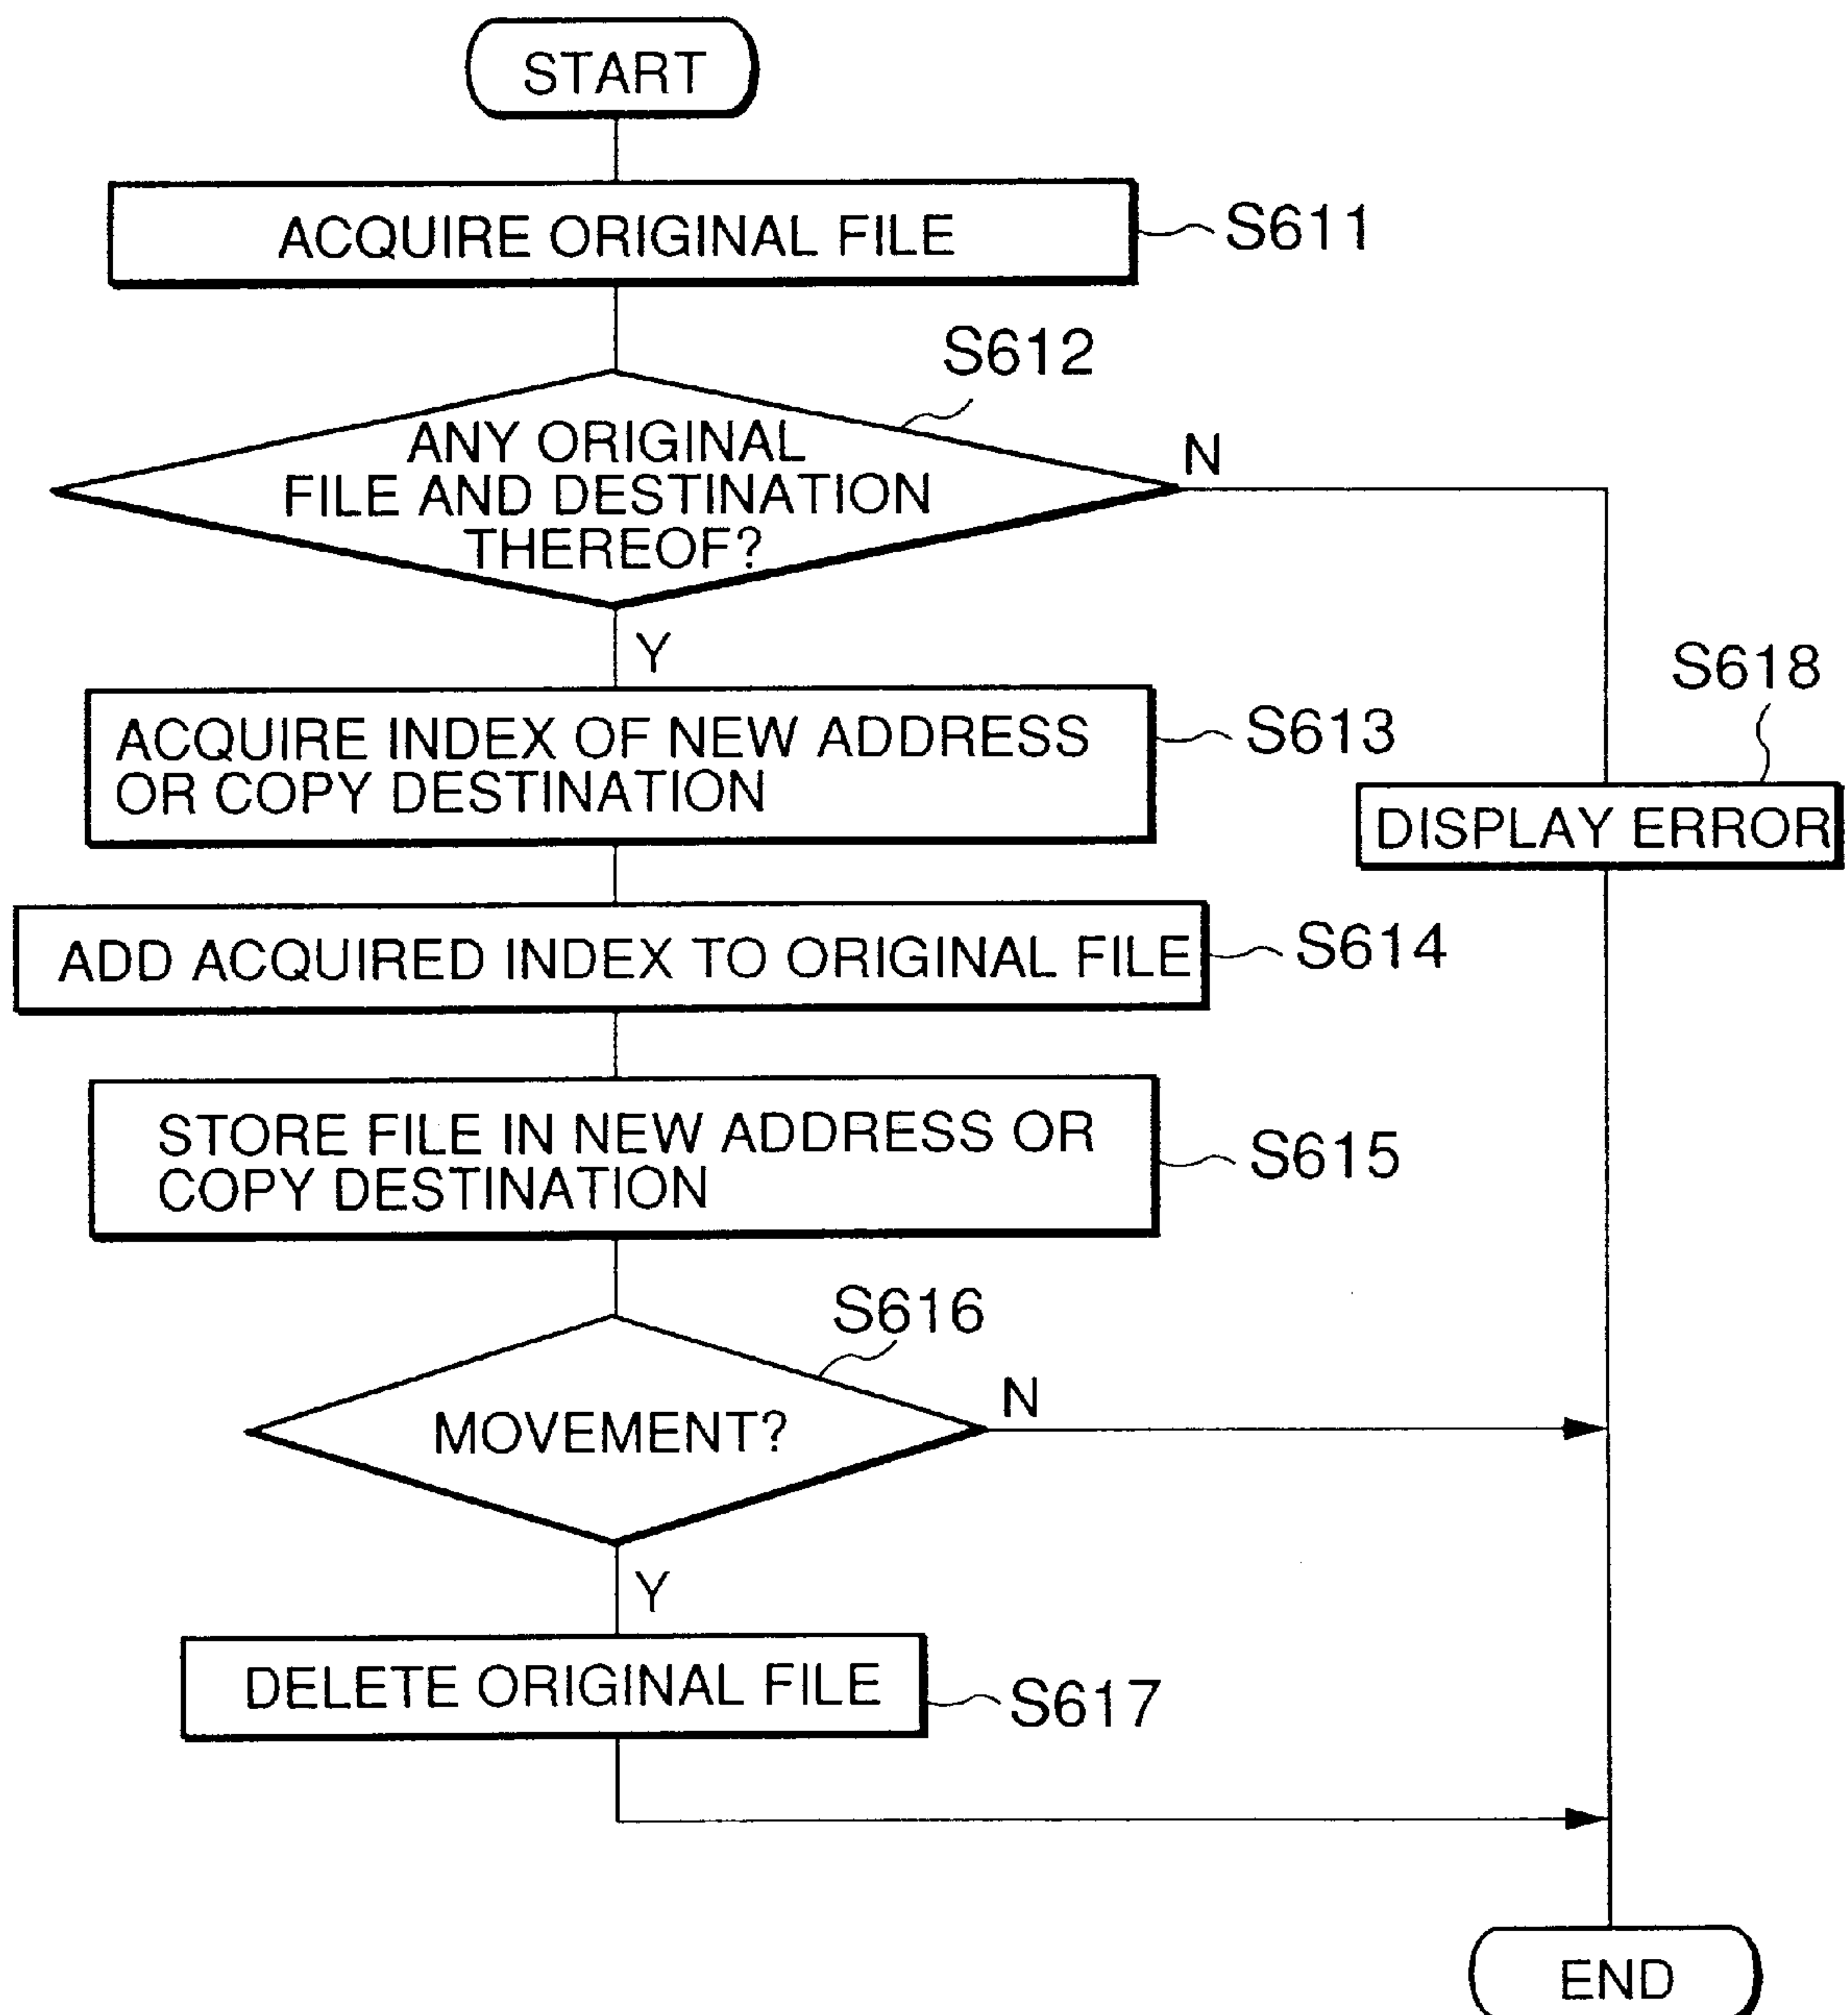 START
ACQUIRE ORIGINAL FILE
S611
S612
ANY ORIGINAL
FILE AND DESTINATION
THEREOF?
N
Y
S618
ACQUIRE INDEX OF NEW ADDRESS
OR COPY DESTINATION
S613
DISPLAY ERROR
ADD ACQUIRED INDEX TO ORIGINAL FILE
S614
STORE FILE IN NEW ADDRESS OR
COPY DESTINATION
S615
S616
MOVEMENT?
N
Y
DELETE ORIGINAL FILE
S617
END